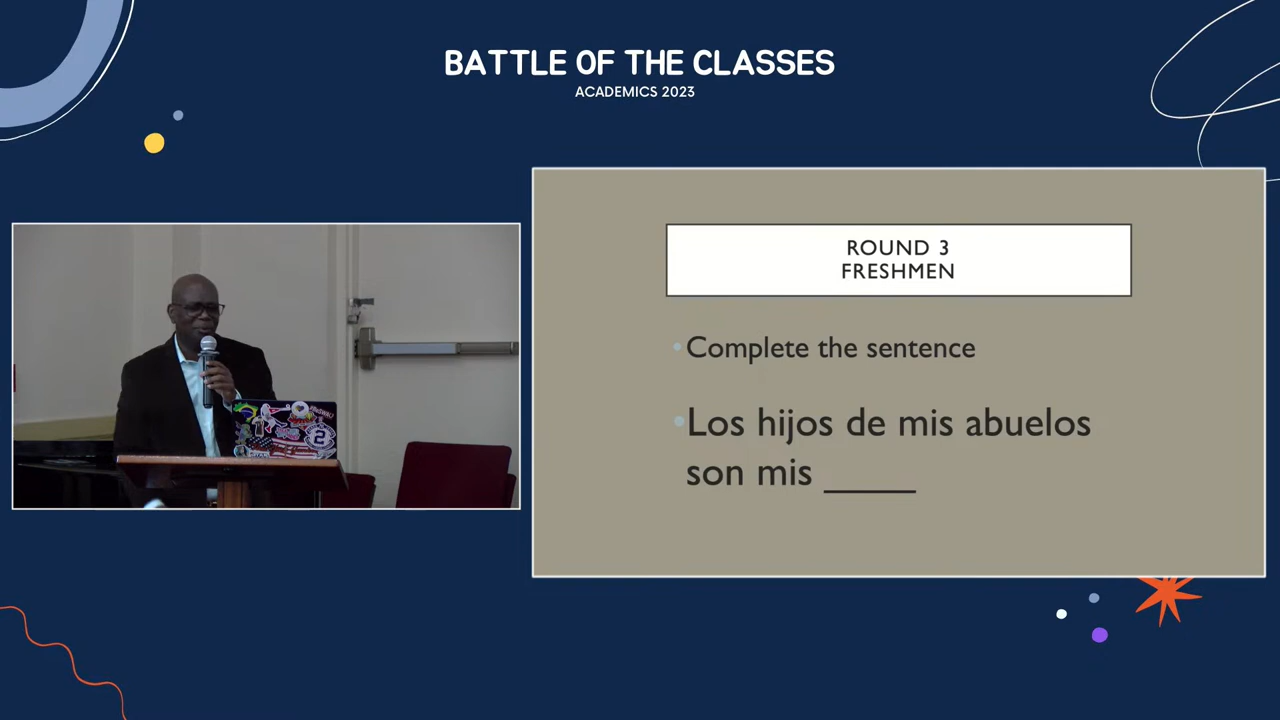 BATTLE OF THE CLASSES
ACADEMICS 2023
ROUND 3
FRESHMEN
Complete the sentence
Los hijos de mis abuelos
son mis _____
2